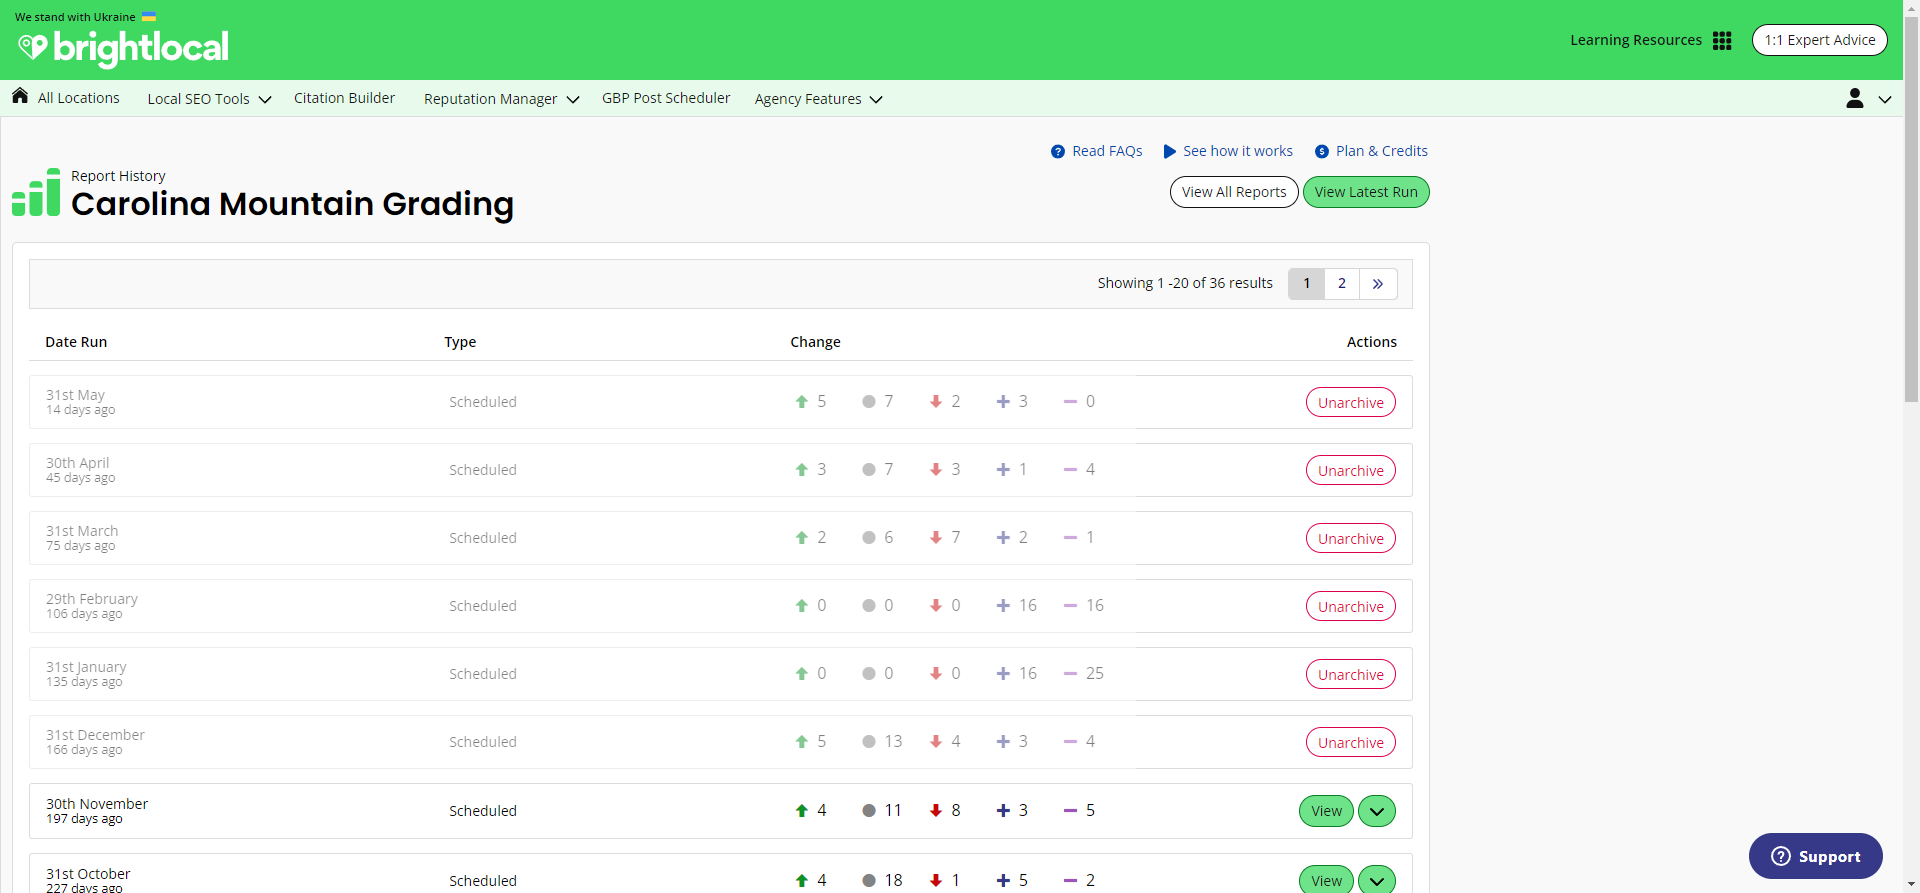 We stand with Ukraine
brightlocal
Learning Resources
1:1 Expert Advice
All Locations
Local SEO Tools
Citation Builder
Reputation Manager
GBP Post Scheduler
Agency Features
Read FAQs
See how it works
Plan & Credits
Report History
Carolina Mountain Grading
View All Reports
View Latest Run
Showing 1 -20 of 36 results
1 2 »
Date Run Type Change Actions
31st May
14 days ago
Scheduled 5 7 2 3 0 Unarchive
30th April
45 days ago
Scheduled 3 7 3 1 4 Unarchive
31st March
75 days ago
Scheduled 2 6 7 2 1 Unarchive
29th February
106 days ago
Scheduled 0 0 0 16 16 Unarchive
31st January
135 days ago
Scheduled 0 0 0 16 25 Unarchive
31st December
166 days ago
Scheduled 5 13 4 3 4 Unarchive
30th November
197 days ago
Scheduled 4 11 8 3 5 View
31st October
227 days ago
Scheduled 4 18 1 5 2 View
Support